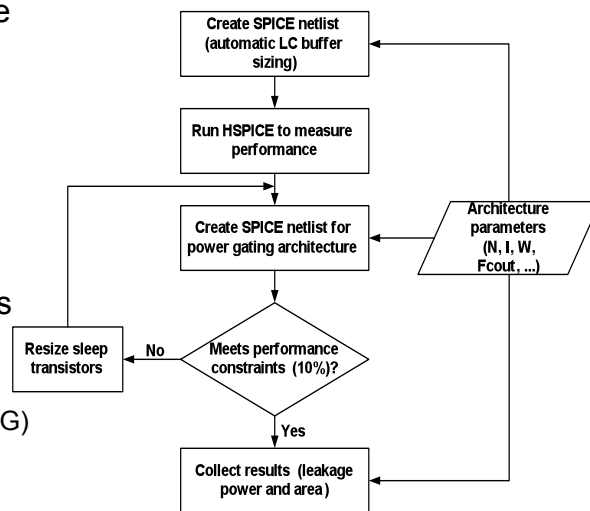 e
Create SPICE netlist
(automatic LC buffer
sizing)
Run HSPICE to measure
performance
Create SPICE netlist for
power gating architecture
Architecture
parameters
(N, I, W,
Fcout, ...)
s
Resize sleep
transistors
No
Meets performance
constraints (10%)?
G)
Yes
Collect results (leakage
power and area)